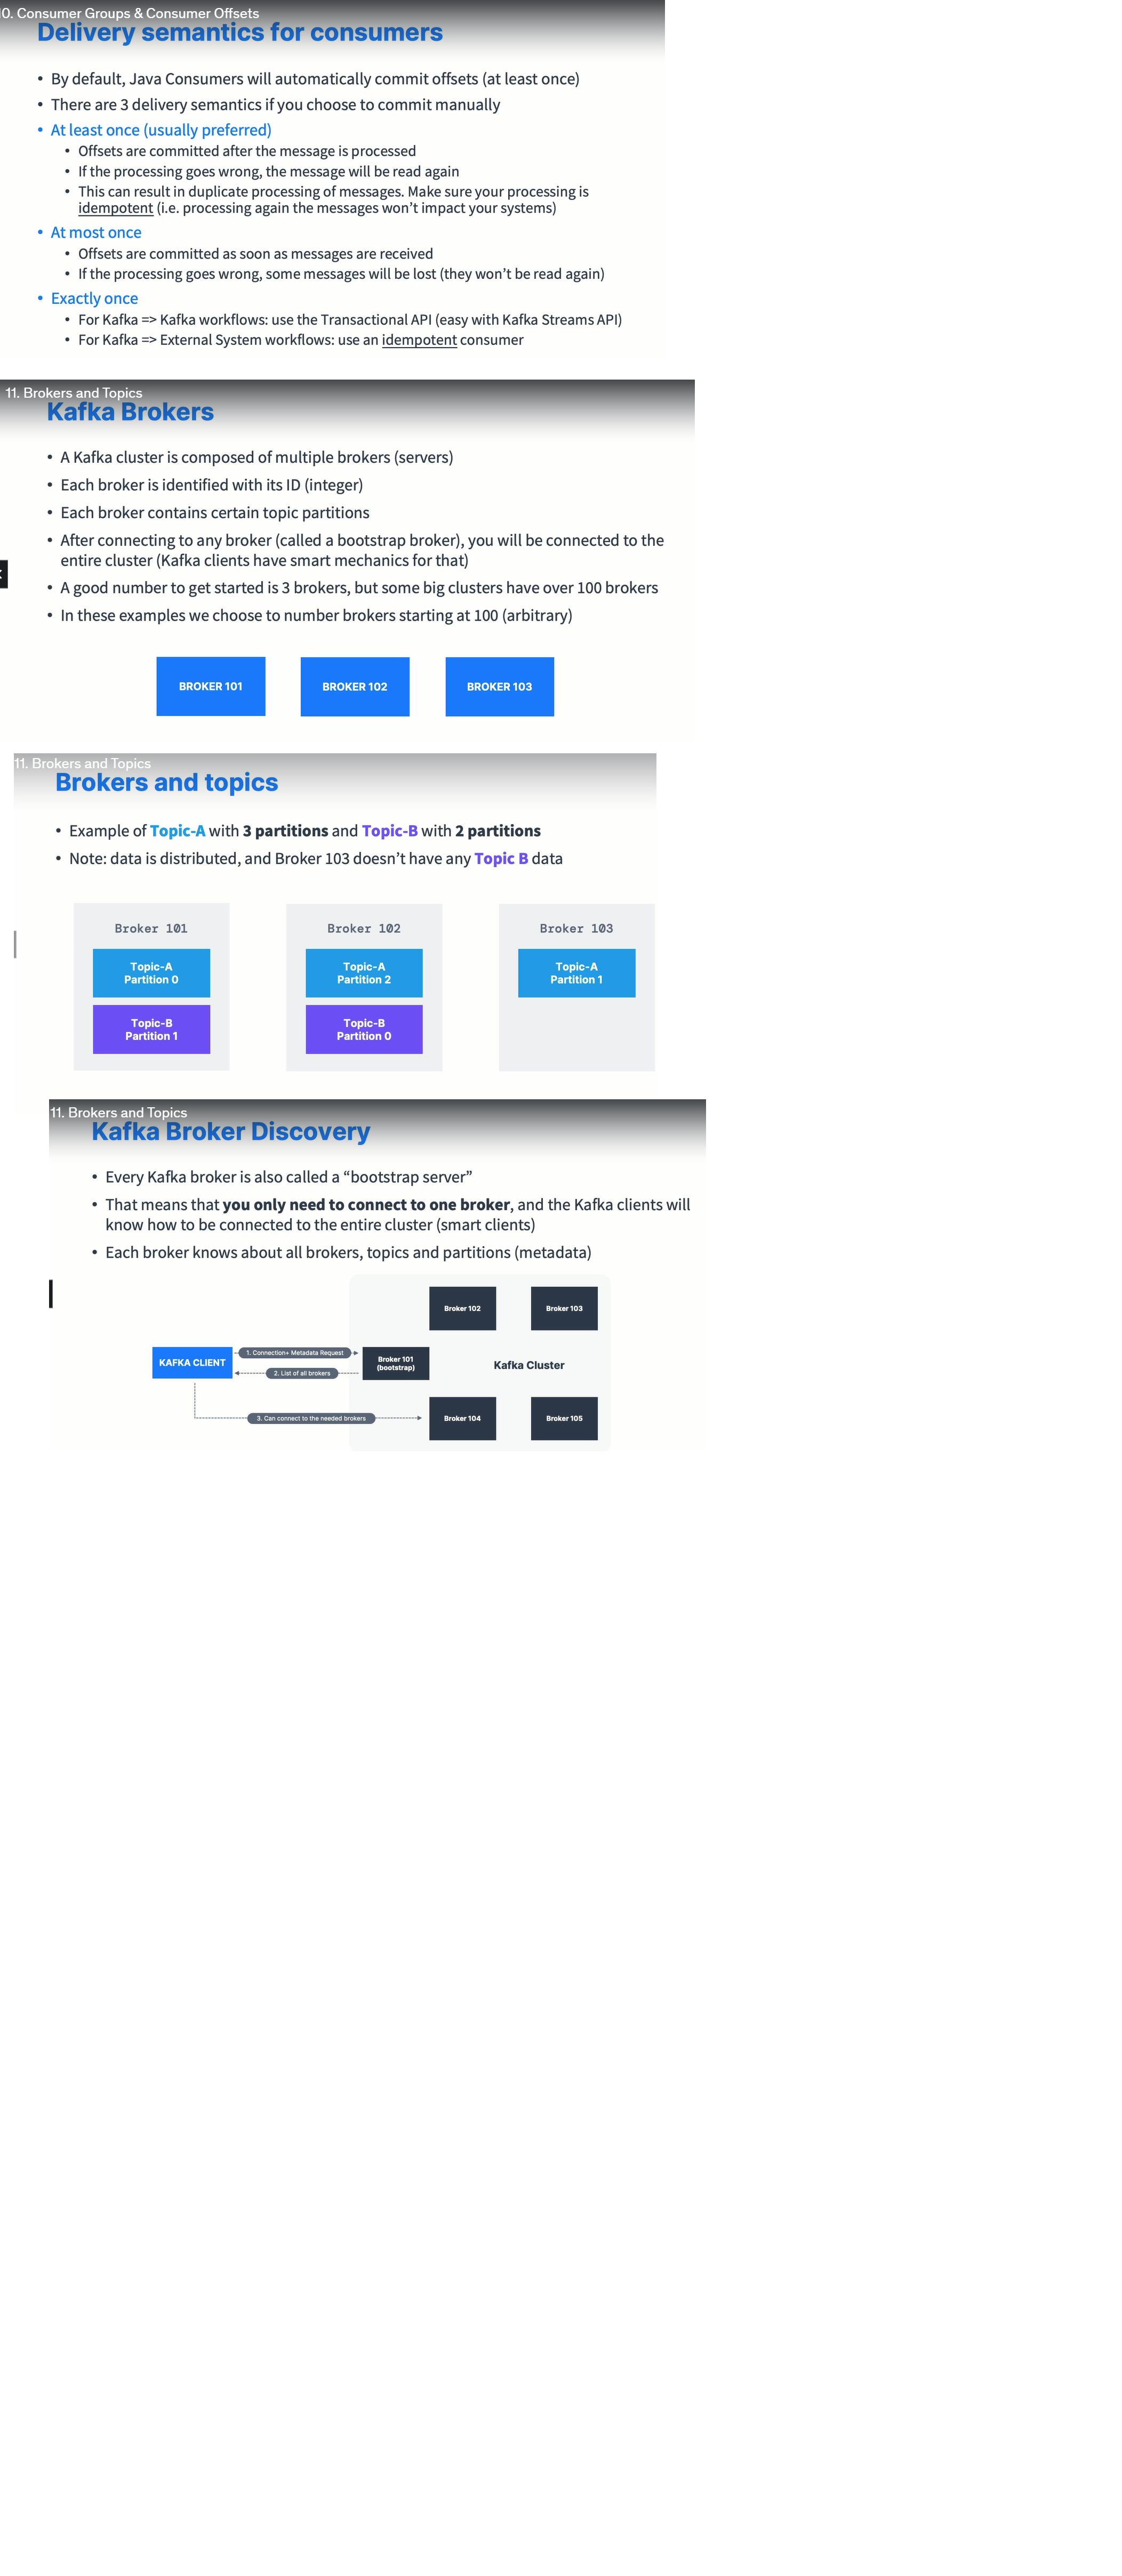 0. Consumer Groups & Consumer Offsets
Delivery semantics for consumers
• By default, Java Consumers will automatically commit offsets (at least once)
• There are 3 delivery semantics if you choose to commit manually
• At least once (usually preferred)
• Offsets are committed after the message is processed
• If the processing goes wrong, the message will be read again
• This can result in duplicate processing of messages. Make sure your processing is
idempotent (i.e. processing again the messages won't impact your systems)
• At most once
• Offsets are committed as soon as messages are received
• If the processing goes wrong, some messages will be lost (they won't be read again)
• Exactly once
• For Kafka => Kafka workflows: use the Transactional API (easy with Kafka Streams API)
• For Kafka => External System workflows: use an idempotent consumer
11. Brokers and Topics
Kafka Brokers
• A Kafka cluster is composed of multiple brokers (servers)
• Each broker is identified with its ID (integer)
• Each broker contains certain topic partitions
• After connecting to any broker (called a bootstrap broker), you will be connected to the
entire cluster (Kafka clients have smart mechanics for that)
• A good number to get started is 3 brokers, but some big clusters have over 100 brokers
• In these examples we choose to number brokers starting at 100 (arbitrary)
BROKER 101
BROKER 102
BROKER 103
11. Brokers and Topics
Brokers and topics
• Example of Topic-A with 3 partitions and Topic-B with 2 partitions
• Note: data is distributed, and Broker 103 doesn't have any Topic B data
Broker 101
Topic-A
Partition 0
Topic-B
Partition 1
Broker 102
Topic-A
Partition 2
Topic-B
Partition 0
Broker 103
Topic-A
Partition 1
11. Brokers and Topics
Kafka Broker Discovery
• Every Kafka broker is also called a “bootstrap server”
• That means that you only need to connect to one broker, and the Kafka clients will
know how to be connected to the entire cluster (smart clients)
• Each broker knows about all brokers, topics and partitions (metadata)
Broker 102
Broker 103
KAFKA CLIENT
1. Connection+ Metadata Request
2. List of all brokers
Broker 101
(bootstrap)
Kafka Cluster
3. Can connect to the needed brokers
Broker 104
Broker 105